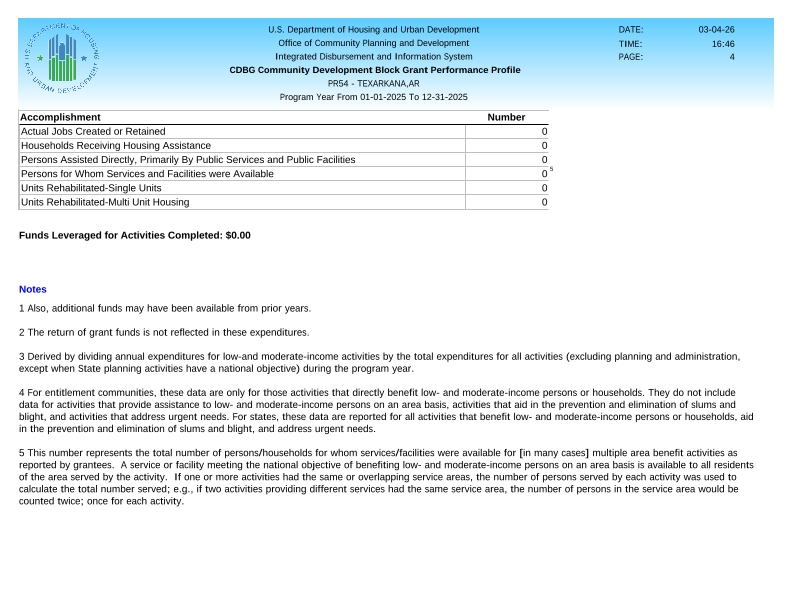 U.S. DEPARTMENT OF HOUSING AND URBAN DEVELOPMENT
U.S. Department of Housing and Urban Development
Office of Community Planning and Development
Integrated Disbursement and Information System
CDBG Community Development Block Grant Performance Profile
PR54 - TEXARKANA,AR
Program Year From 01-01-2025 To 12-31-2025
DATE: 03-04-26
TIME: 16:46
PAGE: 4
Accomplishment Number
Actual Jobs Created or Retained 0
Households Receiving Housing Assistance 0
Persons Assisted Directly, Primarily By Public Services and Public Facilities 0
Persons for Whom Services and Facilities were Available 0 5
Units Rehabilitated-Single Units 0
Units Rehabilitated-Multi Unit Housing 0
Funds Leveraged for Activities Completed: $0.00
Notes
1 Also, additional funds may have been available from prior years.
2 The return of grant funds is not reflected in these expenditures.
3 Derived by dividing annual expenditures for low-and moderate-income activities by the total expenditures for all activities (excluding planning and administration,
except when State planning activities have a national objective) during the program year.
4 For entitlement communities, these data are only for those activities that directly benefit low- and moderate-income persons or households. They do not include
data for activities that provide assistance to low- and moderate-income persons on an area basis, activities that aid in the prevention and elimination of slums and
blight, and activities that address urgent needs. For states, these data are reported for all activities that benefit low- and moderate-income persons or households, aid
in the prevention and elimination of slums and blight, and address urgent needs.
5 This number represents the total number of persons/households for whom services/facilities were available for [in many cases] multiple area benefit activities as
reported by grantees.  A service or facility meeting the national objective of benefiting low- and moderate-income persons on an area basis is available to all residents
of the area served by the activity.  If one or more activities had the same or overlapping service areas, the number of persons served by each activity was used to
calculate the total number served; e.g., if two activities providing different services had the same service area, the number of persons in the service area would be
counted twice; once for each activity.